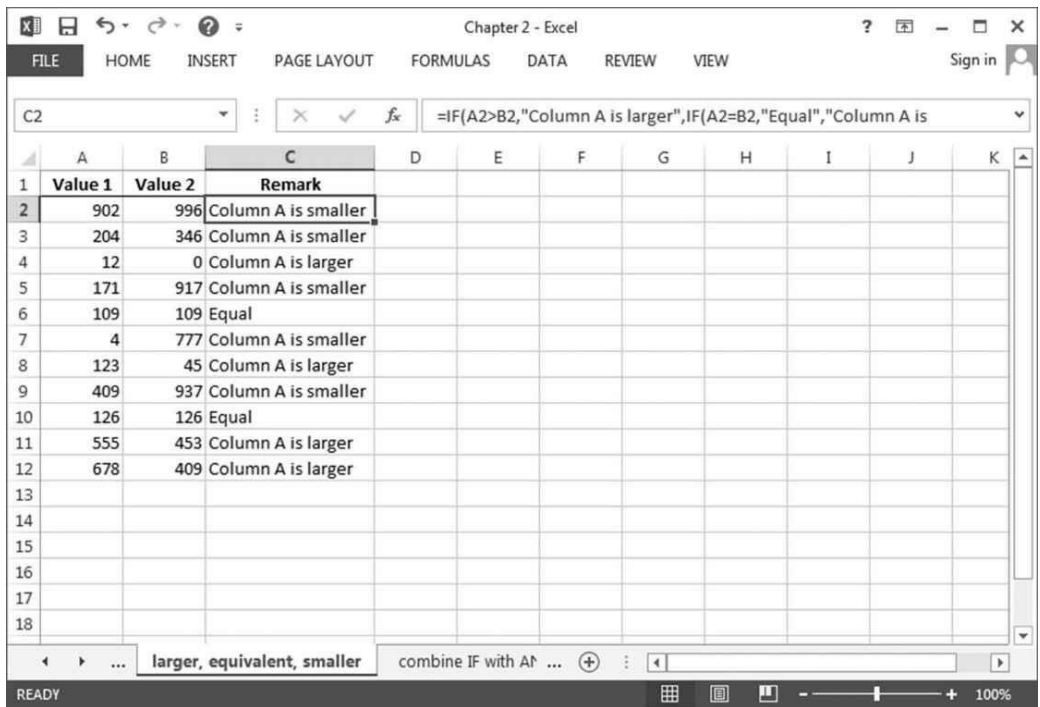 Chapter 2 - Excel
?
FILE HOME INSERT PAGE LAYOUT FORMULAS DATA REVIEW VIEW Sign in
C2 fx =IF(A2>B2,"Column A is larger",IF(A2=B2,"Equal","Column A is
A B C D E F G H I J K
1 Value 1 Value 2 Remark
2 902 996 Column A is smaller
3 204 346 Column A is smaller
4 12 0 Column A is larger
5 171 917 Column A is smaller
6 109 109 Equal
7 4 777 Column A is smaller
8 123 45 Column A is larger
9 409 937 Column A is smaller
10 126 126 Equal
11 555 453 Column A is larger
12 678 409 Column A is larger
13
14
15
16
17
18
... larger, equivalent, smaller combine IF with AN ...
READY 100%